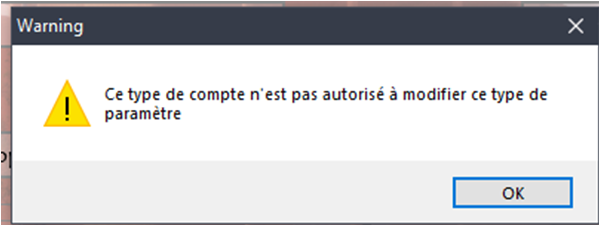 Warning
Ce type de compte n'est pas autorisé à modifier ce type de
paramètre
OK